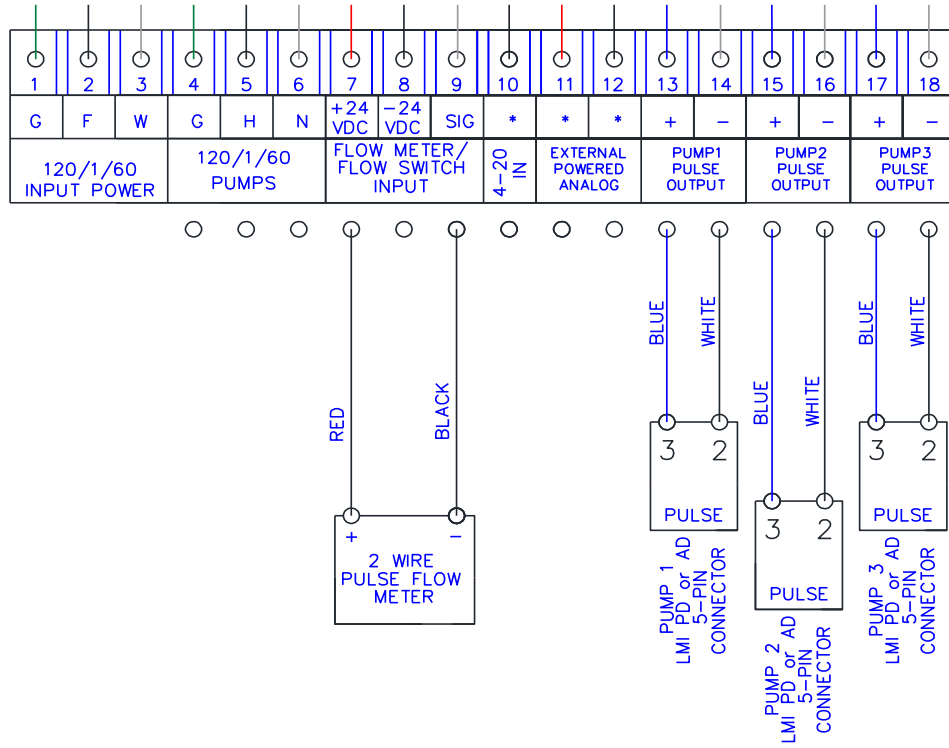 1 2 3 4 5 6 7 8 9 10 11 12 13 14 15 16 17 18
G F W G H N +24 VDC -24 VDC SIG * * * + - + - + -
120/1/60
INPUT POWER
120/1/60
PUMPS
FLOW METER/
FLOW SWITCH
INPUT
4-20
IN
EXTERNAL
POWERED
ANALOG
PUMP1
PULSE
OUTPUT
PUMP2
PULSE
OUTPUT
PUMP3
PULSE
OUTPUT
RED
BLACK
+ -
2 WIRE
PULSE FLOW
METER
BLUE
WHITE
3 2
PULSE
PUMP 1
LMI PD or AD
5-PIN
CONNECTOR
BLUE
WHITE
3 2
PULSE
PUMP 2
LMI PD or AD
5-PIN
CONNECTOR
BLUE
WHITE
3 2
PULSE
PUMP 3
LMI PD or AD
5-PIN
CONNECTOR